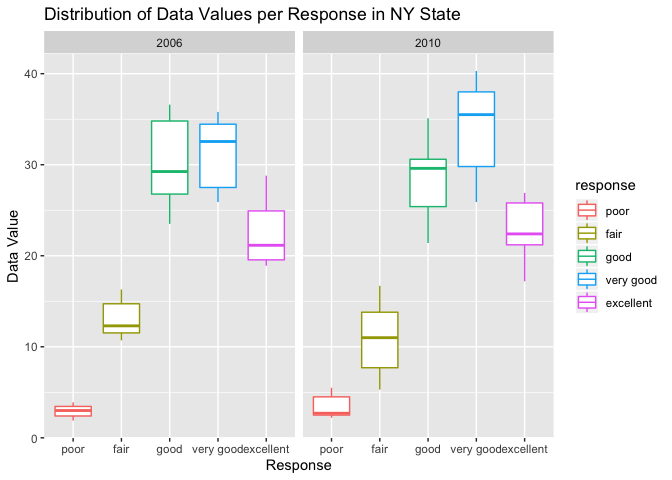 Distribution of Data Values per Response in NY State
2006
2010
40
30
20
10
0
Data Value
poor fair good very good excellent
poor fair good very good excellent
Response
response
poor
fair
good
very good
excellent